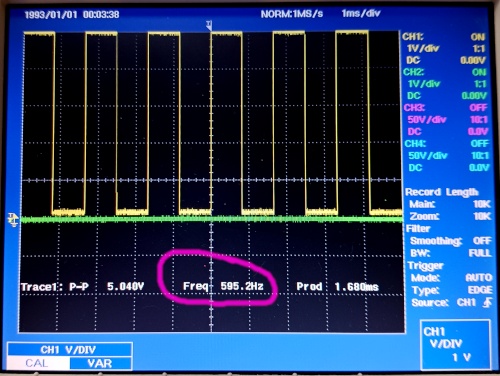 1993/01/01 00:03:38 NORM:1MS/s 1ms/div
CH1: ON
1V/div 1:1
DC 0.00V
CH2: ON
1V/div 1:1
DC 0.00V
CH3: OFF
50V/div 10:1
DC 0.0V
CH4: OFF
50V/div 10:1
DC 0.00V
Record Length
Main: 10K
Zoom: 10K
Filter
Smoothing: OFF
BW: FULL
Trigger
Mode: AUTO
Type: EDGE
Source: CH1
Trace1: P-P 5.040V Freq 595.2Hz Prod 1.680ms
CH1 V/DIV
CAL VAR
CH1
V/DIV
1 V